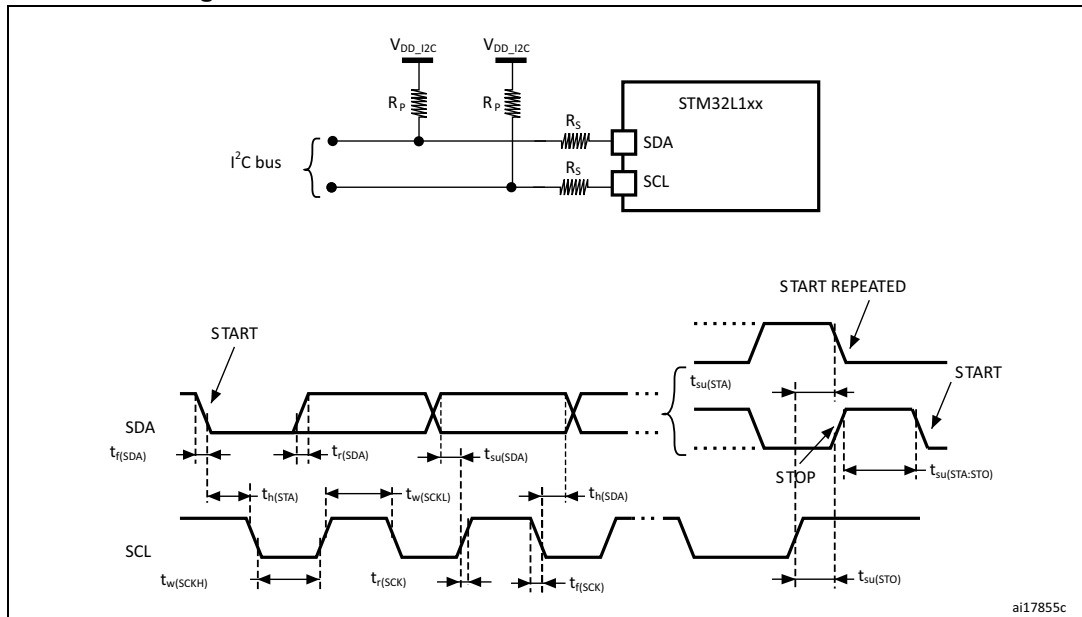 V_DD_I2C V_DD_I2C
R_P R_P STM32L1xx
R_S
SDA
I²C bus
R_S
SCL
START REPEATED
START
START
t_su(STA)
SDA
t_f(SDA) t_r(SDA) t_su(SDA)
STOP t_su(STA:STO)
t_h(STA) t_w(SCKL) t_h(SDA)
SCL
t_w(SCKH) t_r(SCK) t_f(SCK) t_su(STO)
ai17855c